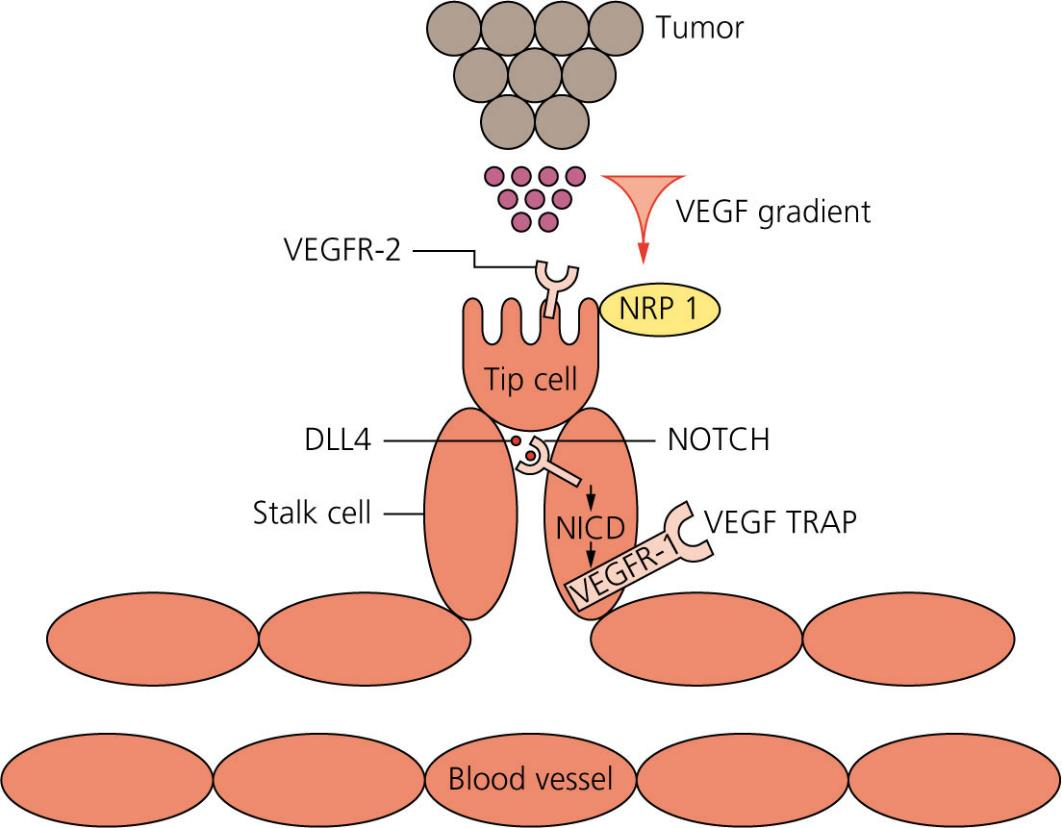 Tumor
VEGF gradient
VEGFR-2
NRP 1
Tip cell
DLL4
NOTCH
Stalk cell
NICD
VEGF TRAP
VEGFR-1
Blood vessel